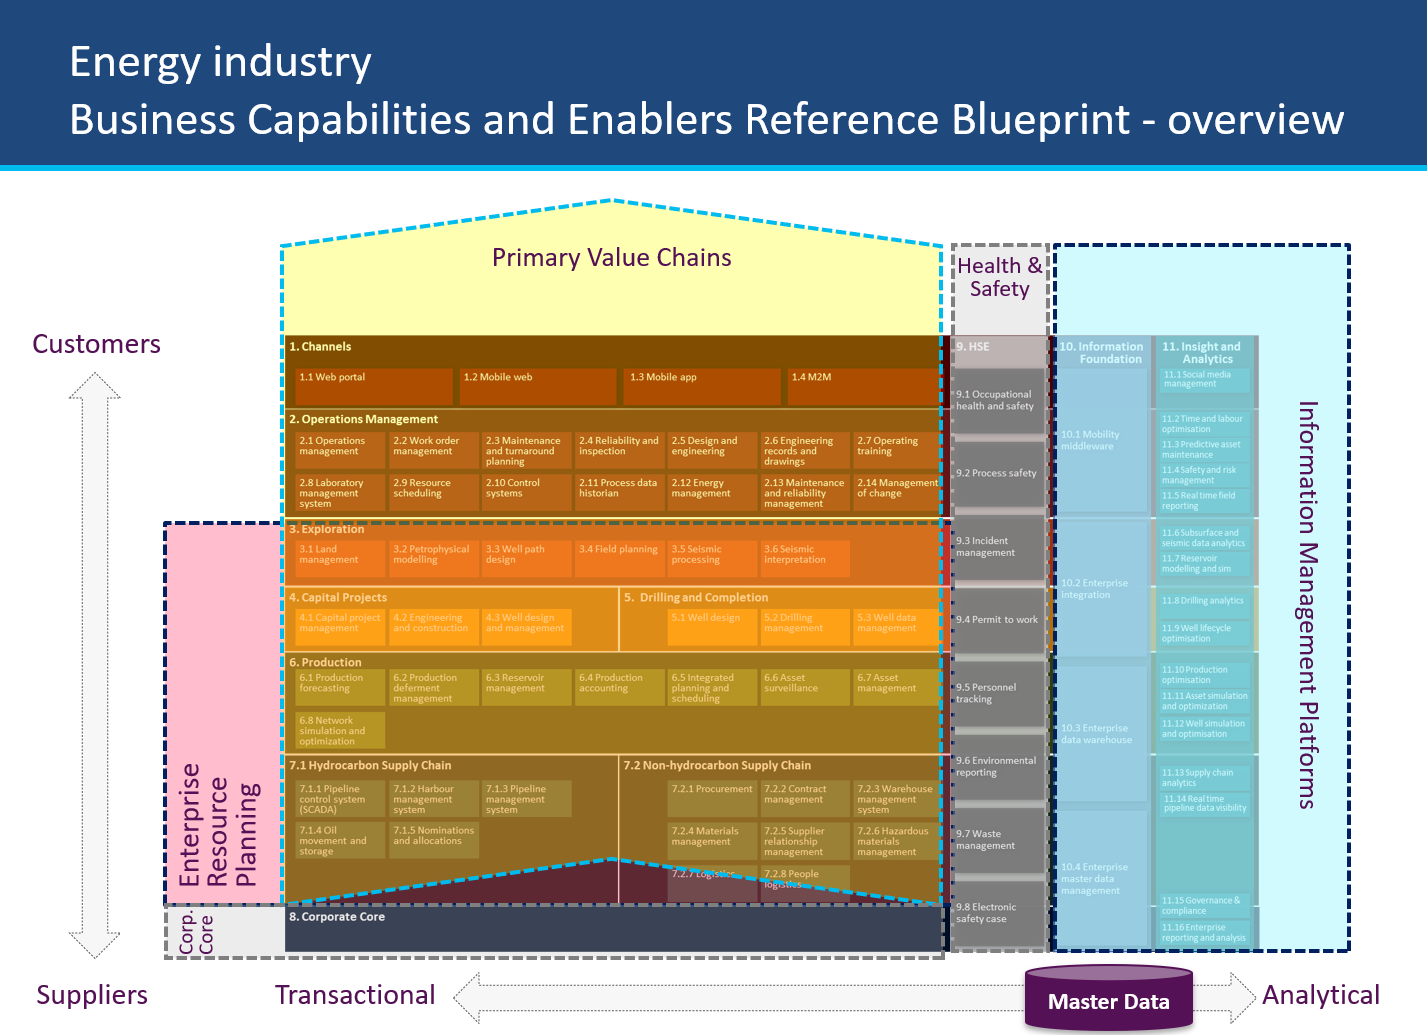 Energy industry
Business Capabilities and Enablers Reference Blueprint - overview
Primary Value Chains
Health &
Safety
Customers
Suppliers
Transactional
Analytical
Master Data
Enterprise
Resource
Planning
Corp.
Core
Information Management Platforms
1. Channels
1.1 Web portal
1.2 Mobile web
1.3 Mobile app
1.4 M2M
2. Operations Management
2.1 Operations
management
2.2 Work order
management
2.3 Maintenance
and turnaround
planning
2.4 Reliability and
inspection
2.5 Design and
engineering
2.6 Engineering
records and
drawings
2.7 Operating
training
2.8 Laboratory
management
system
2.9 Resource
scheduling
2.10 Control
systems
2.11 Process data
historian
2.12 Energy
management
2.13 Maintenance
and reliability
management
2.14 Management
of change
3. Exploration
3.1 Land
management
3.2 Petrophysical
modelling
3.3 Well path
design
3.4 Field planning
3.5 Seismic
processing
3.6 Seismic
interpretation
4. Capital Projects
4.1 Capital project
management
4.2 Engineering
and construction
4.3 Well design
and management
5. Drilling and Completion
5.1 Well design
5.2 Drilling
management
5.3 Well data
management
6. Production
6.1 Production
forecasting
6.2 Production
deferment
management
6.3 Reservoir
management
6.4 Production
accounting
6.5 Integrated
planning and
scheduling
6.6 Asset
surveillance
6.7 Asset
management
6.8 Network
simulation and
optimization
7.1 Hydrocarbon Supply Chain
7.1.1 Pipeline
control system
(SCADA)
7.1.2 Harbour
management
system
7.1.3 Pipeline
management
system
7.1.4 Oil
movement and
storage
7.1.5 Nominations
and allocations
7.2 Non-hydrocarbon Supply Chain
7.2.1 Procurement
7.2.2 Contract
management
7.2.3 Warehouse
management
system
7.2.4 Materials
management
7.2.5 Supplier
relationship
management
7.2.6 Hazardous
materials
management
7.2.7 Logistics
7.2.8 People
logistics
8. Corporate Core
9. HSE
9.1 Occupational
health and safety
9.2 Process safety
9.3 Incident
management
9.4 Permit to work
9.5 Personnel
tracking
9.6 Environmental
reporting
9.7 Waste
management
9.8 Electronic
safety case
10. Information
Foundation
10.1 Mobility
middleware
10.2 Enterprise
integration
10.3 Enterprise
data warehouse
10.4 Enterprise
master data
management
11. Insight and
Analytics
11.1 Social media
management
11.2 Time and labour
optimisation
11.3 Predictive asset
maintenance
11.4 Safety and risk
management
11.5 Real time field
reporting
11.6 Subsurface and
seismic data analytics
11.7 Reservoir
modelling and sim
11.8 Drilling analytics
11.9 Well lifecycle
optimisation
11.10 Production
optimisation
11.11 Asset simulation
and optimization
11.12 Well simulation
and optimisation
11.13 Supply chain
analytics
11.14 Real time
pipeline data visibility
11.15 Governance &
compliance
11.16 Enterprise
reporting and analysis